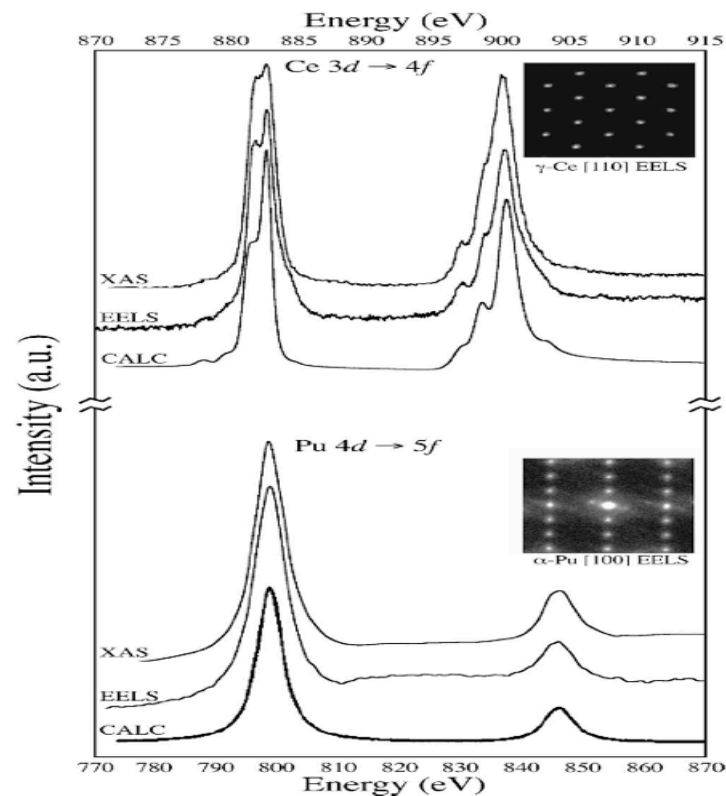 Energy (eV)
870 875 880 885 890 895 900 905 910 915
Ce 3d → 4f
γ-Ce [110] EELS
XAS
EELS
CALC
Intensity (a.u.)
Pu 4d → 5f
α-Pu [100] EELS
XAS
EELS
CALC
770 780 790 800 810 820 830 840 850 860 870
Energy (eV)